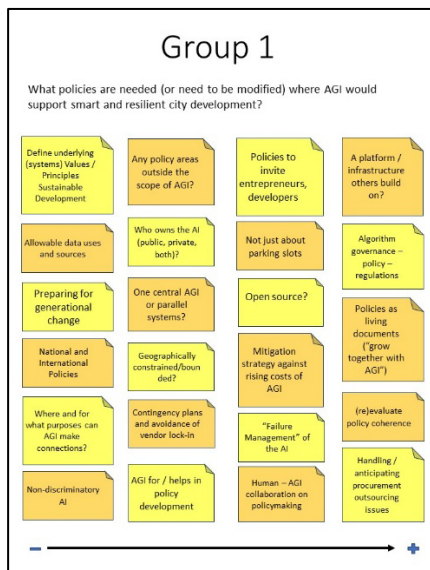 Group 1
What policies are needed (or need to be modified) where AGI would
support smart and resilient city development?
Define underlying
(systems) Values /
Principles
Sustainable
Development
Allowable data uses
and sources
Preparing for
generational
change
National and
International
Policies
Where and for
what purposes can
AGI make
connections?
Non-discriminatory
AI
Any policy areas
outside the
scope of AGI?
Who owns the AI
(public, private,
both)?
One central AGI
or parallel
systems?
Geographically
constrained/boun
ded?
Contingency plans
and avoidance of
vendor lock-in
AGI for / helps in
policy
development
Policies to
invite
entrepreneurs,
developers
Not just about
parking slots
Open source?
Mitigation
strategy against
rising costs of
AGI
"Failure
Management" of
the AI
Human – AGI
collaboration on
policymaking
A platform /
infrastructure
others build
on?
Algorithm
governance –
policy –
regulations
Policies as
living
documents
("grow
together with
AGI")
(re)evaluate
policy coherence
Handling /
anticipating
procurement
outsourcing
issues